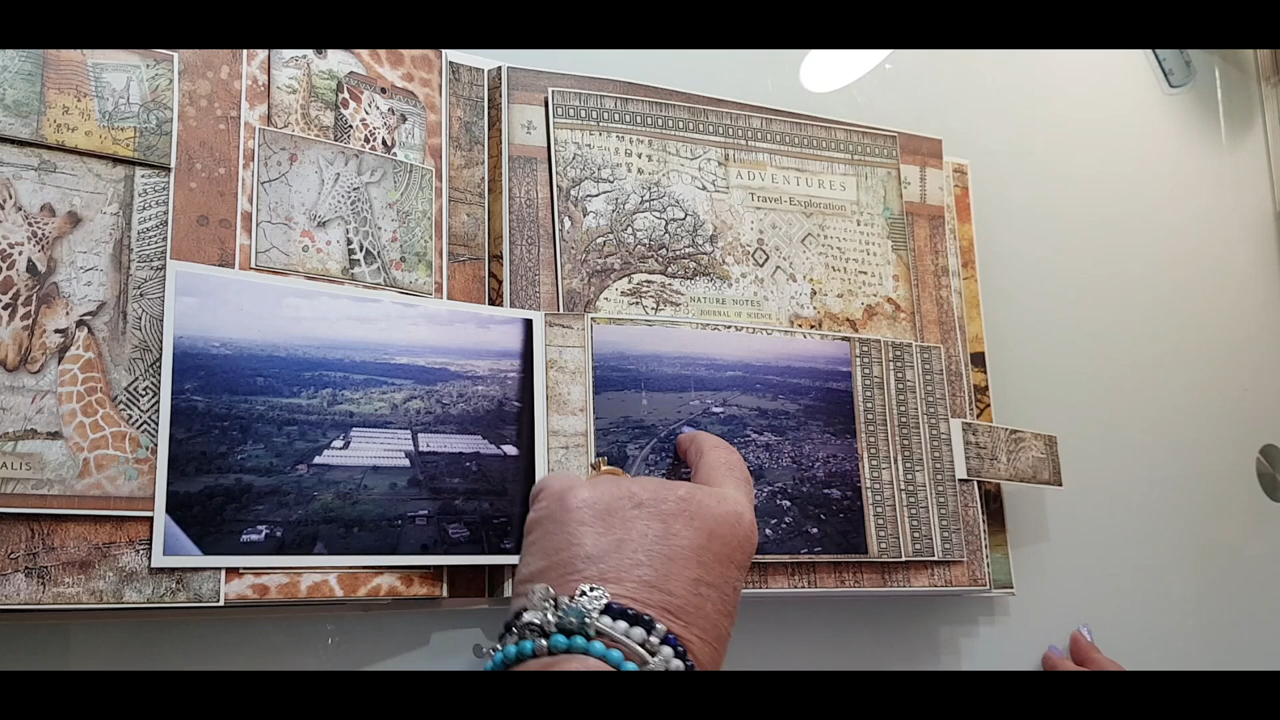 ADVENTURES
Travel-Exploration
NATURE NOTES
JOURNAL OF SCIENCE
ALIS